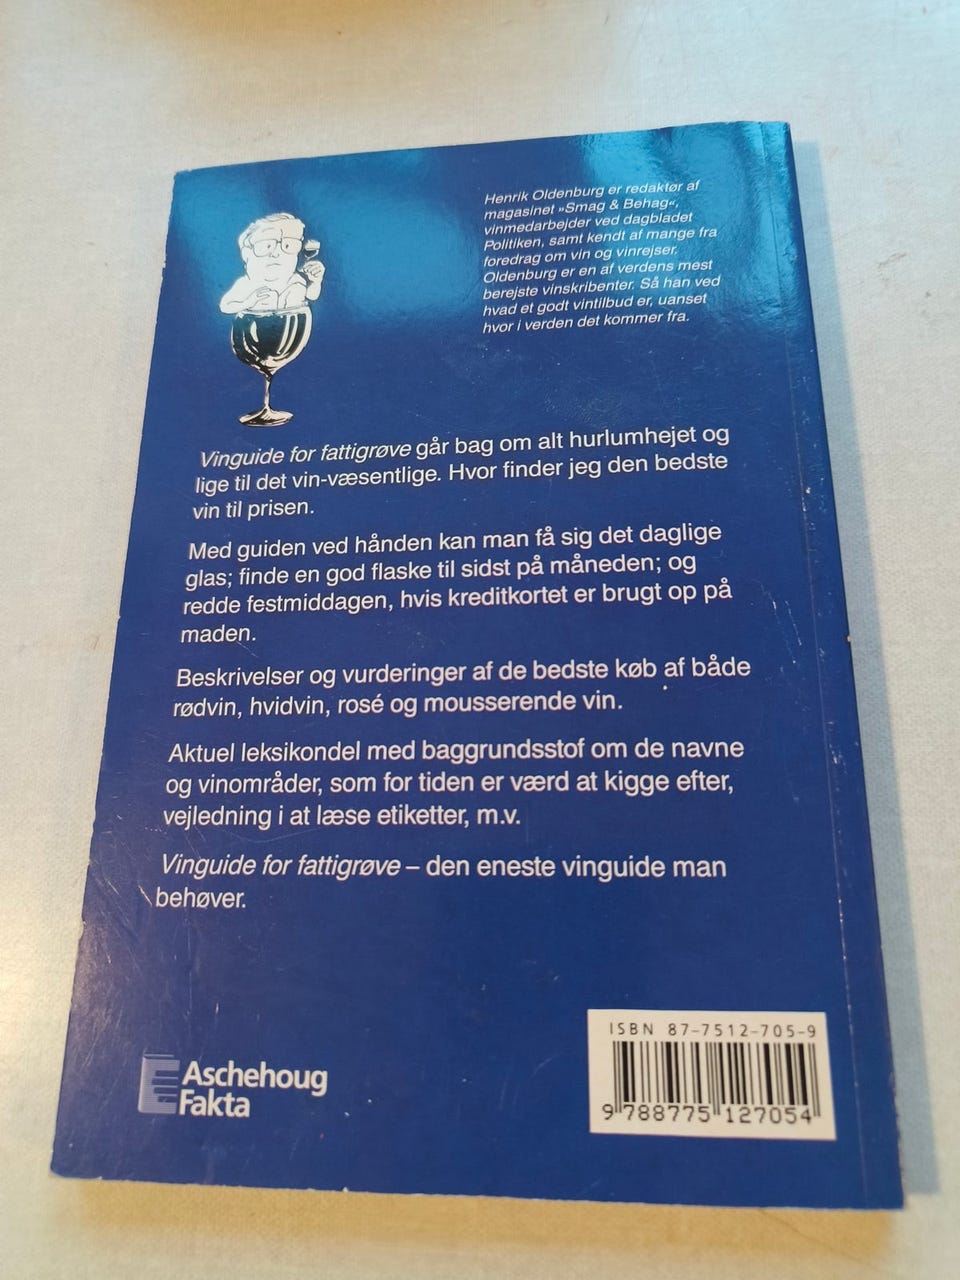 Henrik Oldenburg er redaktør af
magasinet »Smag & Behag«,
vinmedarbejder ved dagbladet
Politiken, samt kendt af mange fra
foredrag om vin og vinrejser.
Oldenburg er en af verdens mest
berejste vinskribenter. Så han ved
hvad et godt vintilbud er, uanset
hvor i verden det kommer fra.
Vinguide for fattigrøve går bag om alt hurlumhejet og
lige til det vin-væsentlige. Hvor finder jeg den bedste
vin til prisen.
Med guiden ved hånden kan man få sig det daglige
glas; finde en god flaske til sidst på måneden; og
redde festmiddagen, hvis kreditkortet er brugt op på
maden.
Beskrivelser og vurderinger af de bedste køb af både
rødvin, hvidvin, rosé og mousserende vin.
Aktuel leksikondel med baggrundsstof om de navne
og vinområder, som for tiden er værd at kigge efter,
vejledning i at læse etiketter, m.v.
Vinguide for fattigrøve – den eneste vinguide man
behøver.
Aschehoug
Fakta
ISBN 87-7512-705-9
9 788775 127054